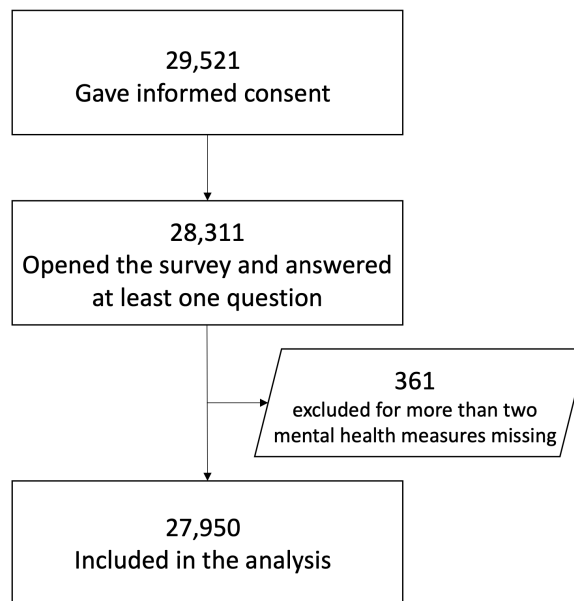 29,521
Gave informed consent
28,311
Opened the survey and answered
at least one question
361
excluded for more than two
mental health measures missing
27,950
Included in the analysis